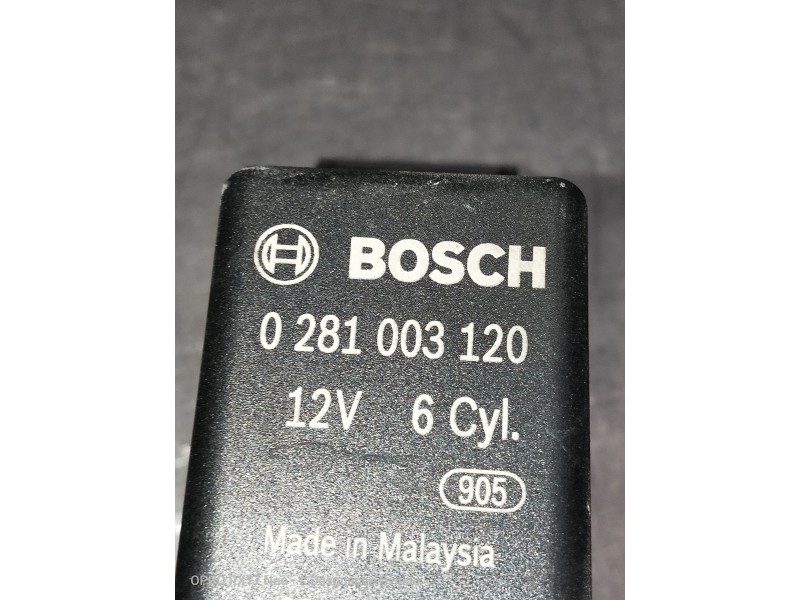 BOSCH
0 281 003 120
12V 6 Cyl.
905
Made in Malaysia